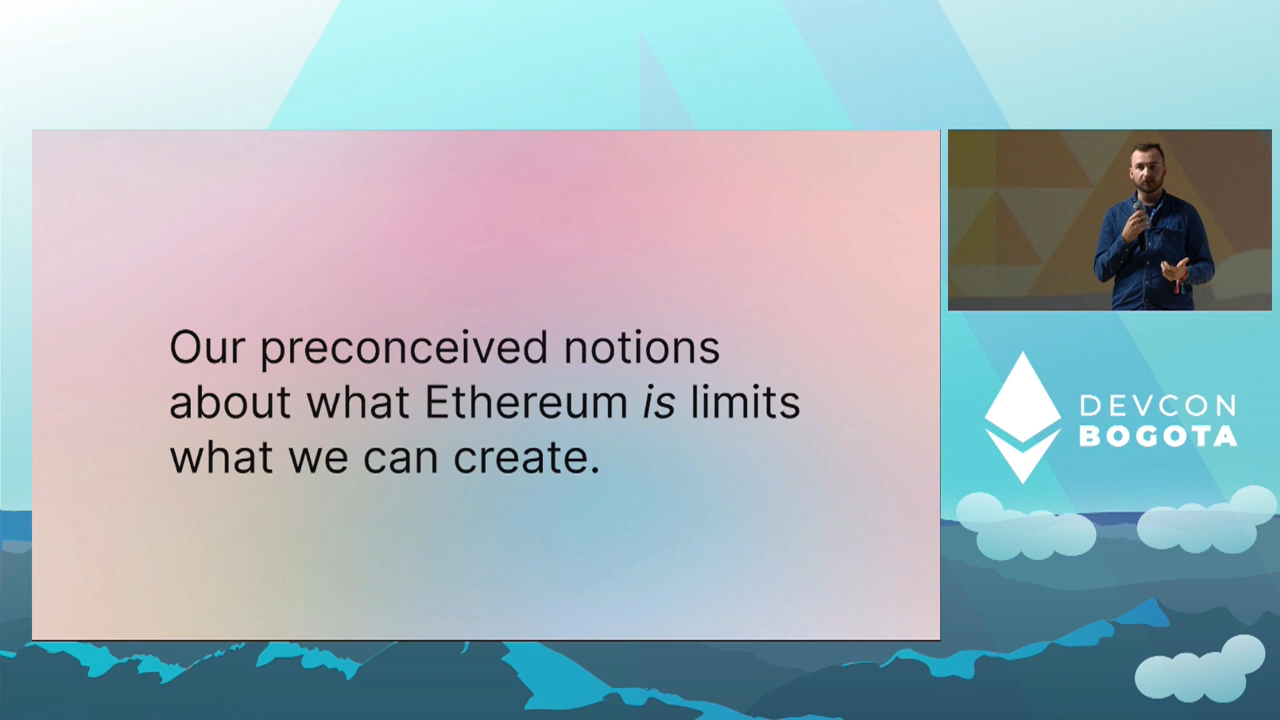 Our preconceived notions
about what Ethereum is limits
what we can create.
DEVCON
BOGOTA